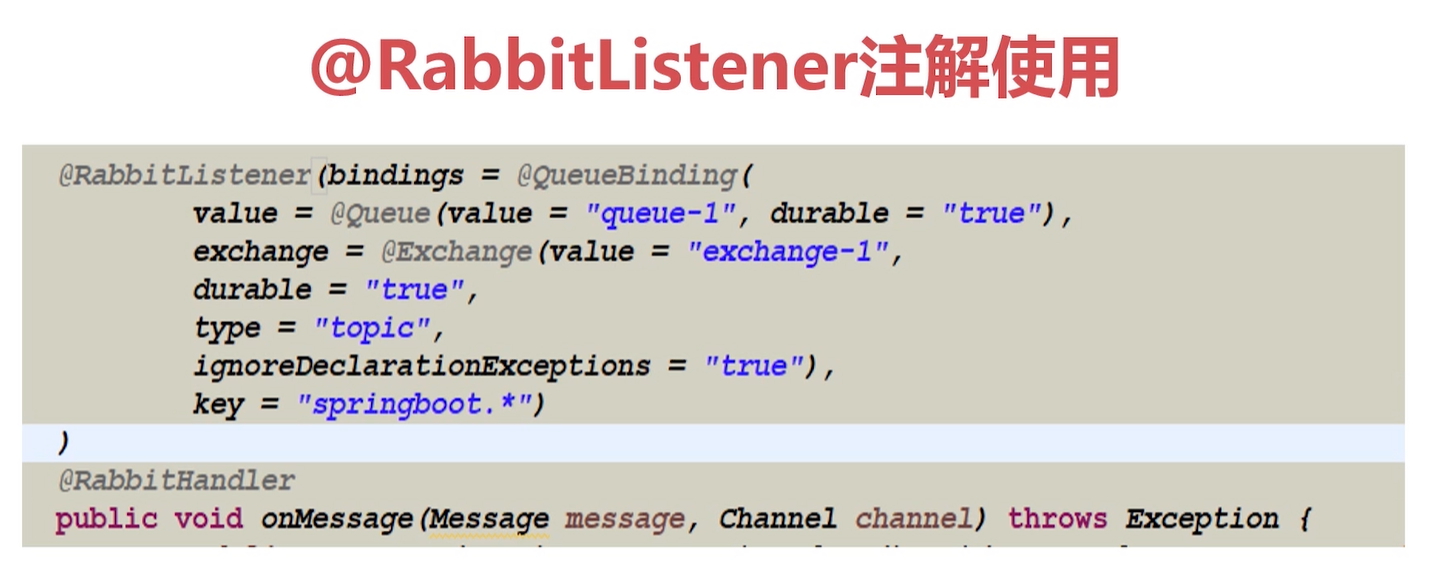 @RabbitListener注解使用
@RabbitListener(bindings = @QueueBinding(
value = @Queue(value = "queue-1", durable = "true"),
exchange = @Exchange(value = "exchange-1",
durable = "true",
type = "topic",
ignoreDeclarationExceptions = "true"),
key = "springboot.*")
)
@RabbitHandler
public void onMessage(Message message, Channel channel) throws Exception {